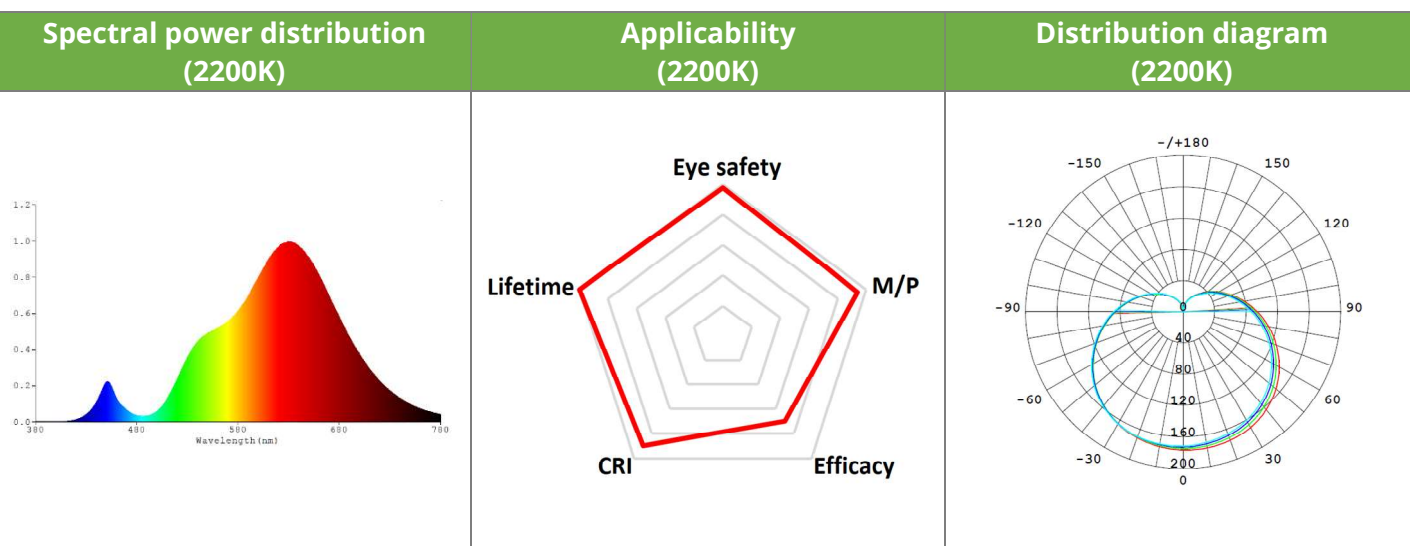 Spectral power distribution
(2200K)
Applicability
(2200K)
Distribution diagram
(2200K)
1.2
1.0
0.8
0.6
0.4
0.2
0.0
380
480
580
680
780
Wavelength(nm)
Eye safety
M/P
Efficacy
CRI
Lifetime
-/+180
-150
150
-120
120
-90
0
90
40
80
-60
120
60
160
-30
200
30
0